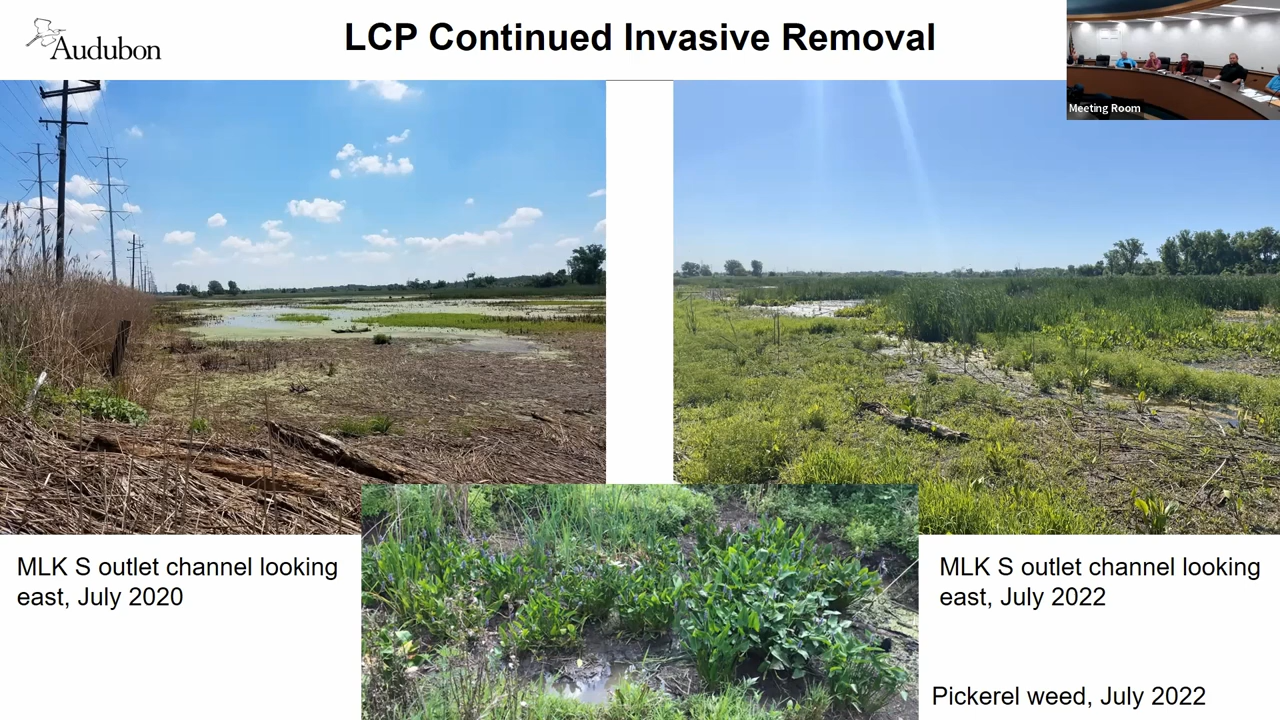 Audubon
LCP Continued Invasive Removal
Meeting Room
MLK S outlet channel looking
east, July 2020
MLK S outlet channel looking
east, July 2022
Pickerel weed, July 2022